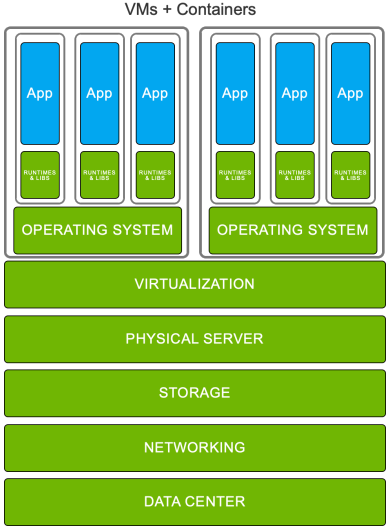 VMs + Containers
App App App App App App
RUNTIMES & LIBS RUNTIMES & LIBS RUNTIMES & LIBS RUNTIMES & LIBS RUNTIMES & LIBS RUNTIMES & LIBS
OPERATING SYSTEM OPERATING SYSTEM
VIRTUALIZATION
PHYSICAL SERVER
STORAGE
NETWORKING
DATA CENTER